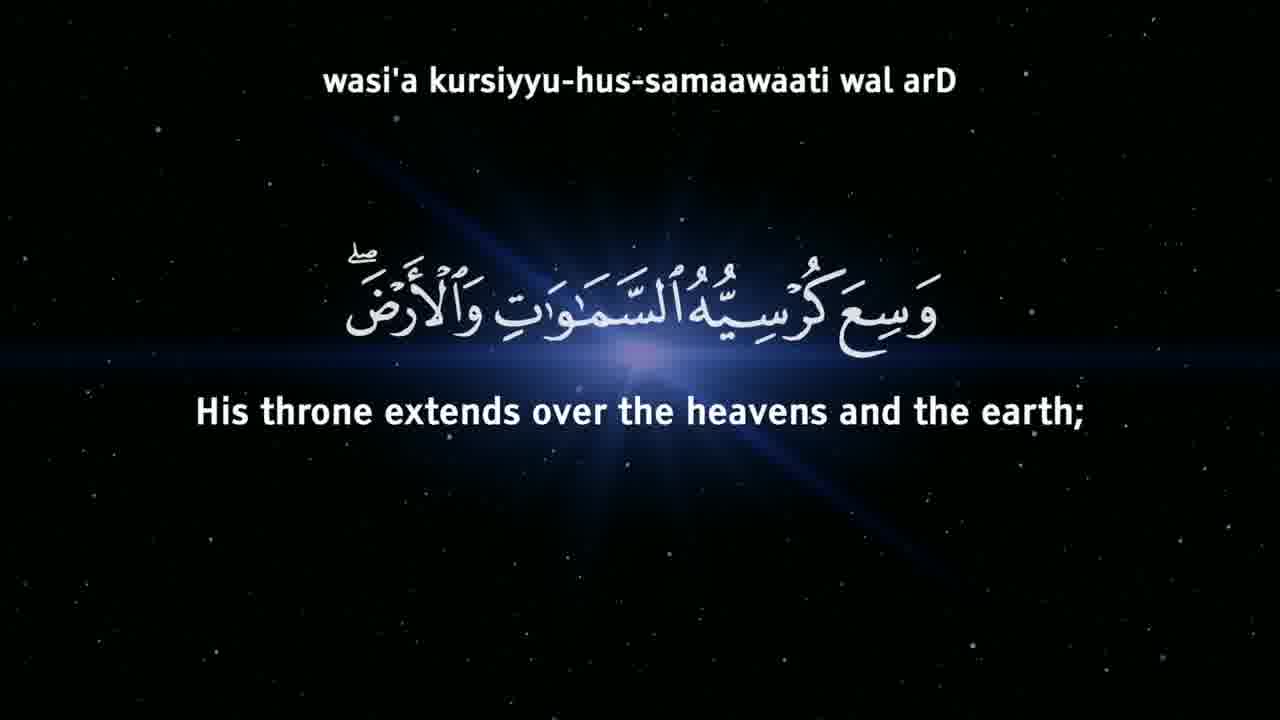 wasi'a kursiyyu-hus-samaawaati wal arD
وَسِعَ كُرۡسِيُّهُ ٱلسَّمَٰوَٰتِ وَٱلۡأَرۡضَۖ
His throne extends over the heavens and the earth;